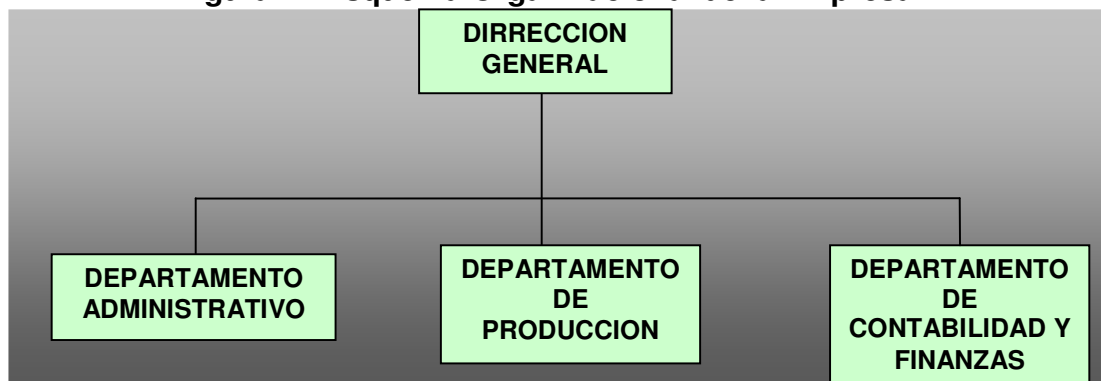 DIRRECCION
GENERAL
DEPARTAMENTO
ADMINISTRATIVO
DEPARTAMENTO
DE
PRODUCCION
DEPARTAMENTO
DE
CONTABILIDAD Y
FINANZAS